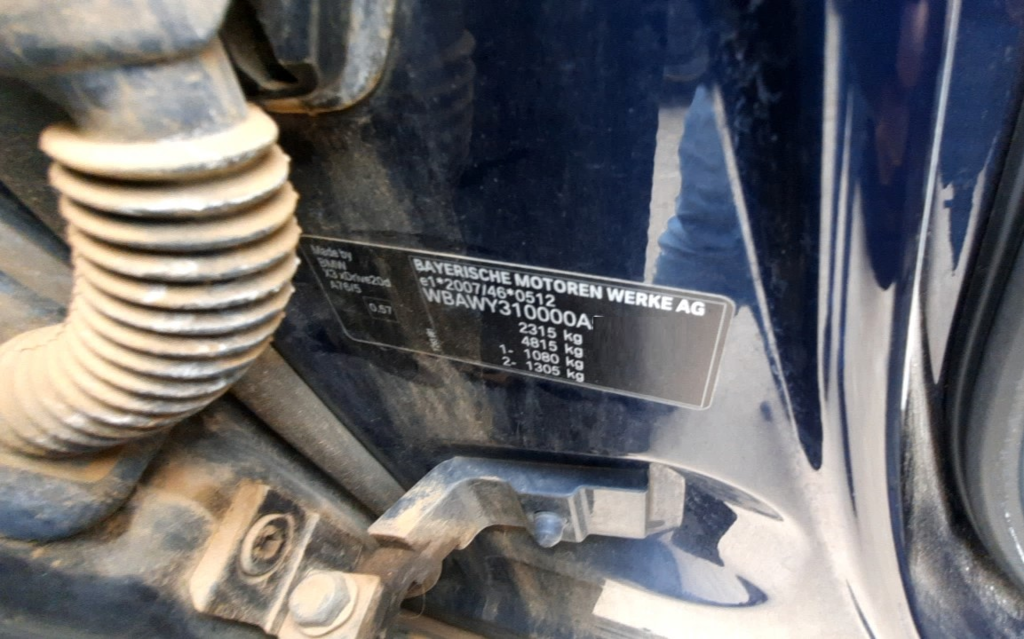 Made by
BMW
X3 xDrive20d
A76/5
0.57
BAYERISCHE MOTOREN WERKE AG
e1*2007/46*0512
WBAWY310000A
2315 kg
4815 kg
1- 1080 kg
2- 1305 kg